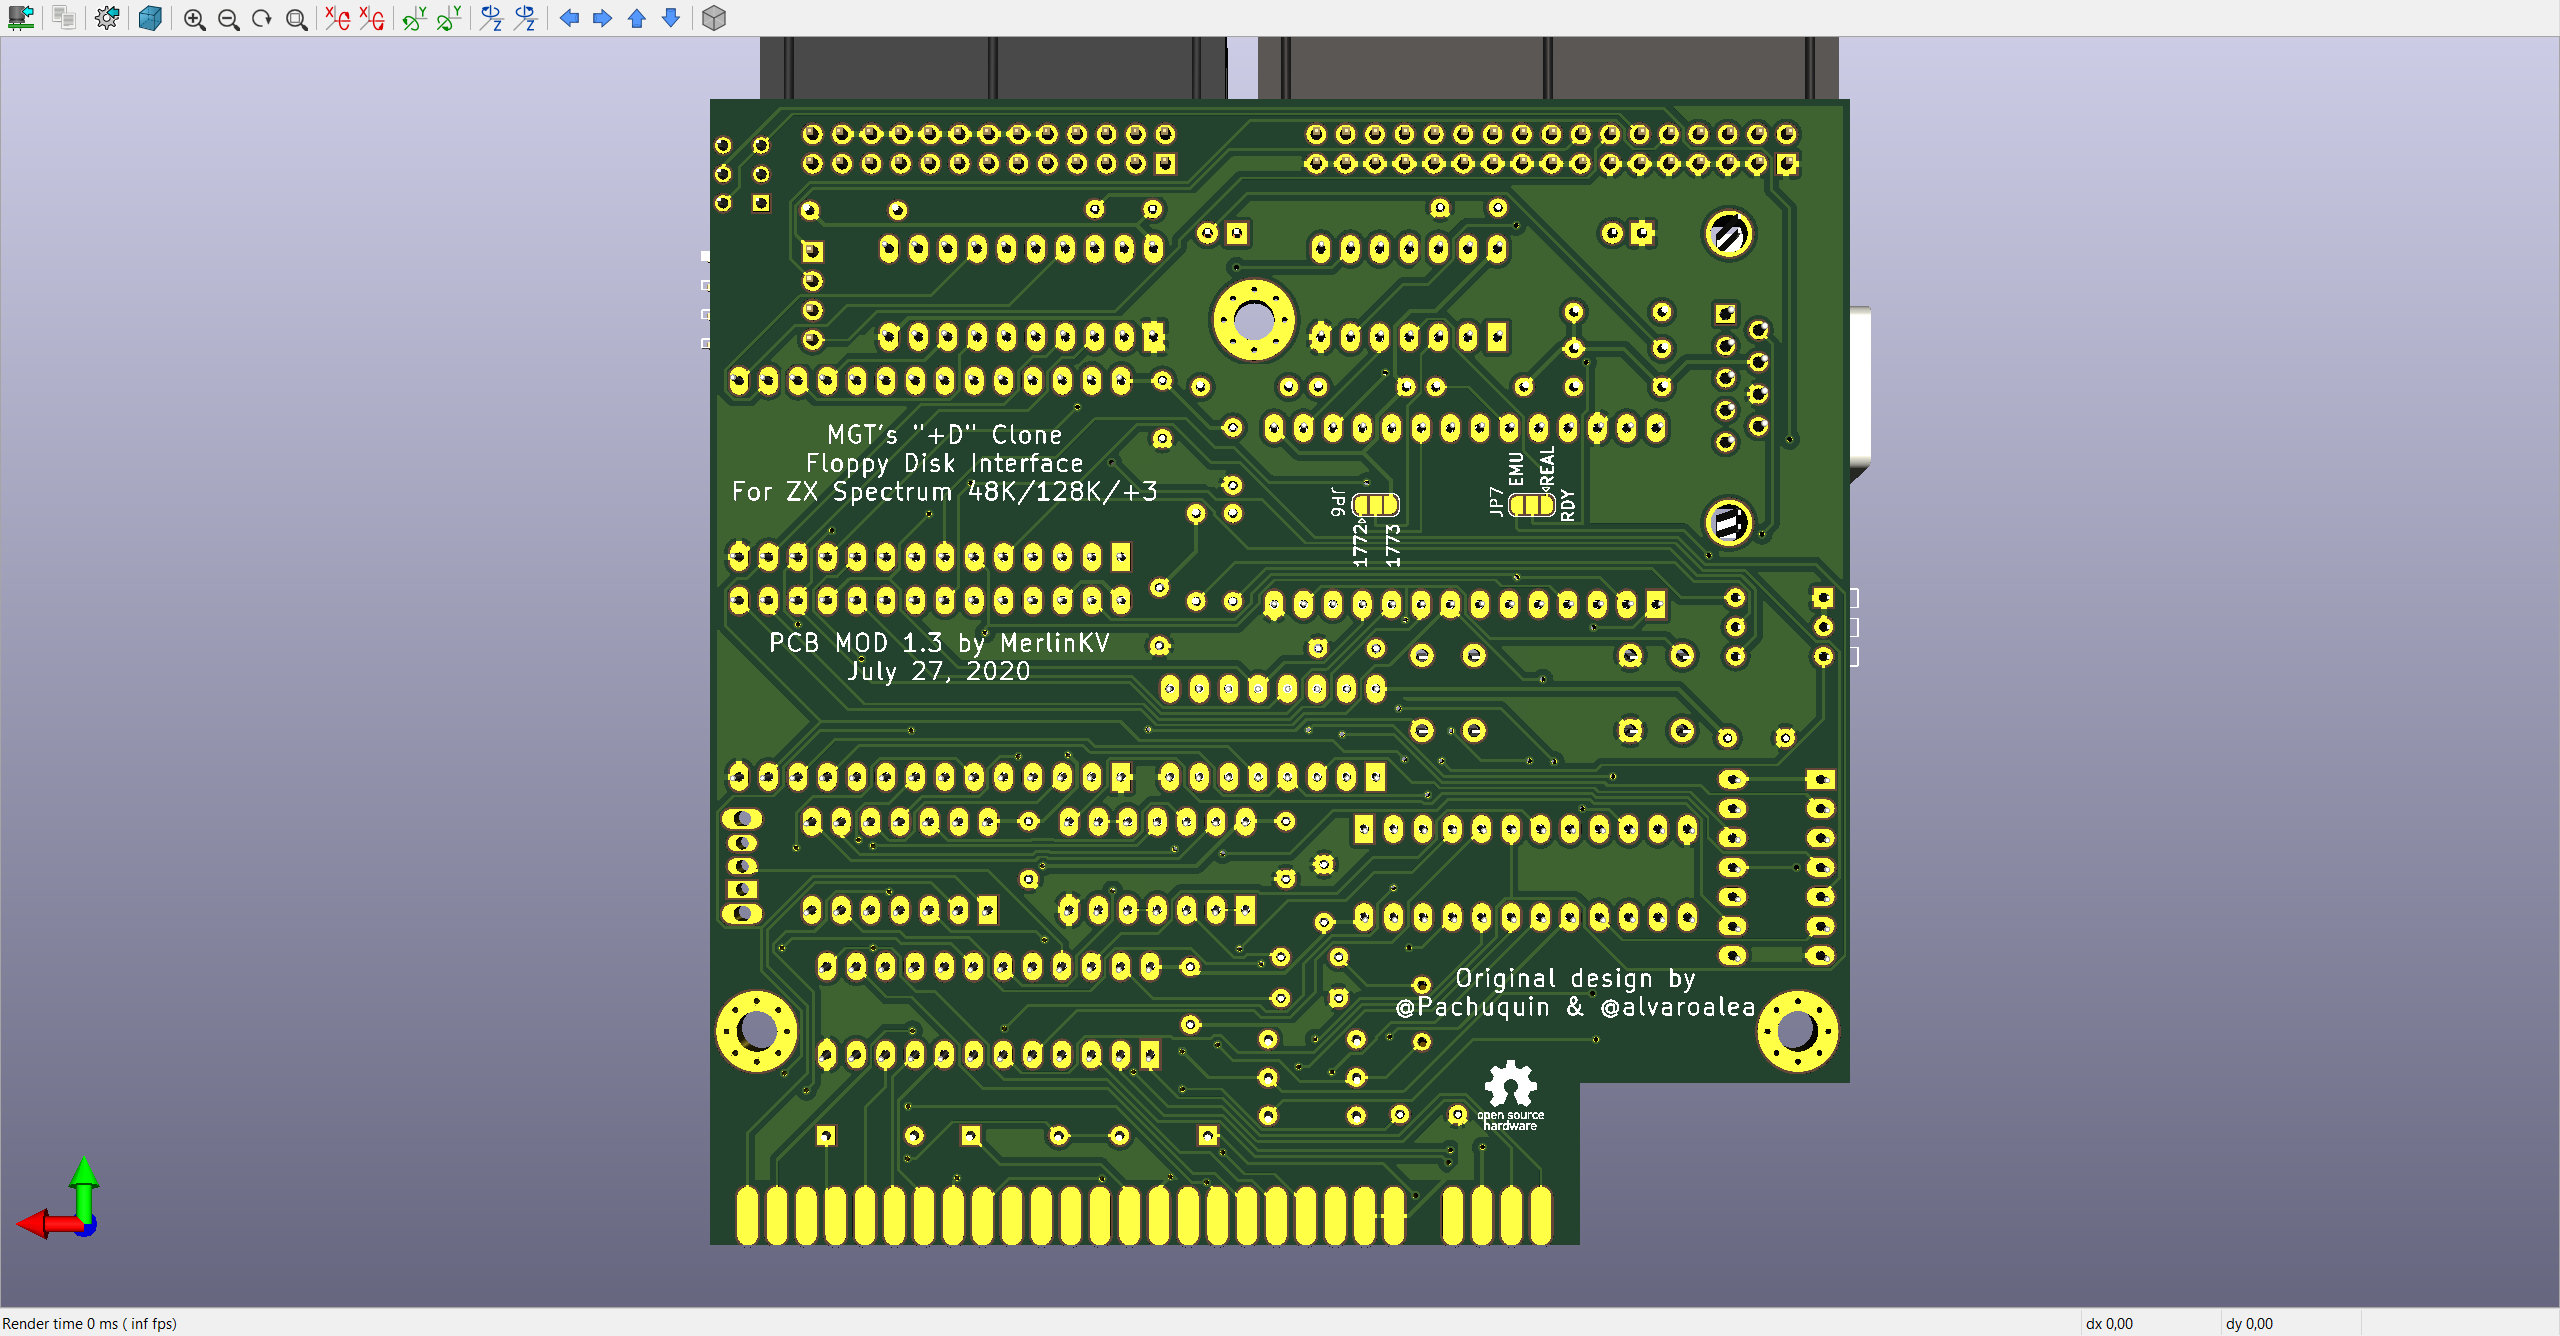 MGT's "+D" Clone
Floppy Disk Interface
For ZX Spectrum 48K/128K/+3
JP6
1772
1773
JP7
EMU
REAL
RDY
PCB MOD 1.3 by MerlinKV
July 27, 2020
Original design by
@Pachuquin & @alvaroalea
open source
hardware
Render time 0 ms ( inf fps)
dx 0,00
dy 0,00